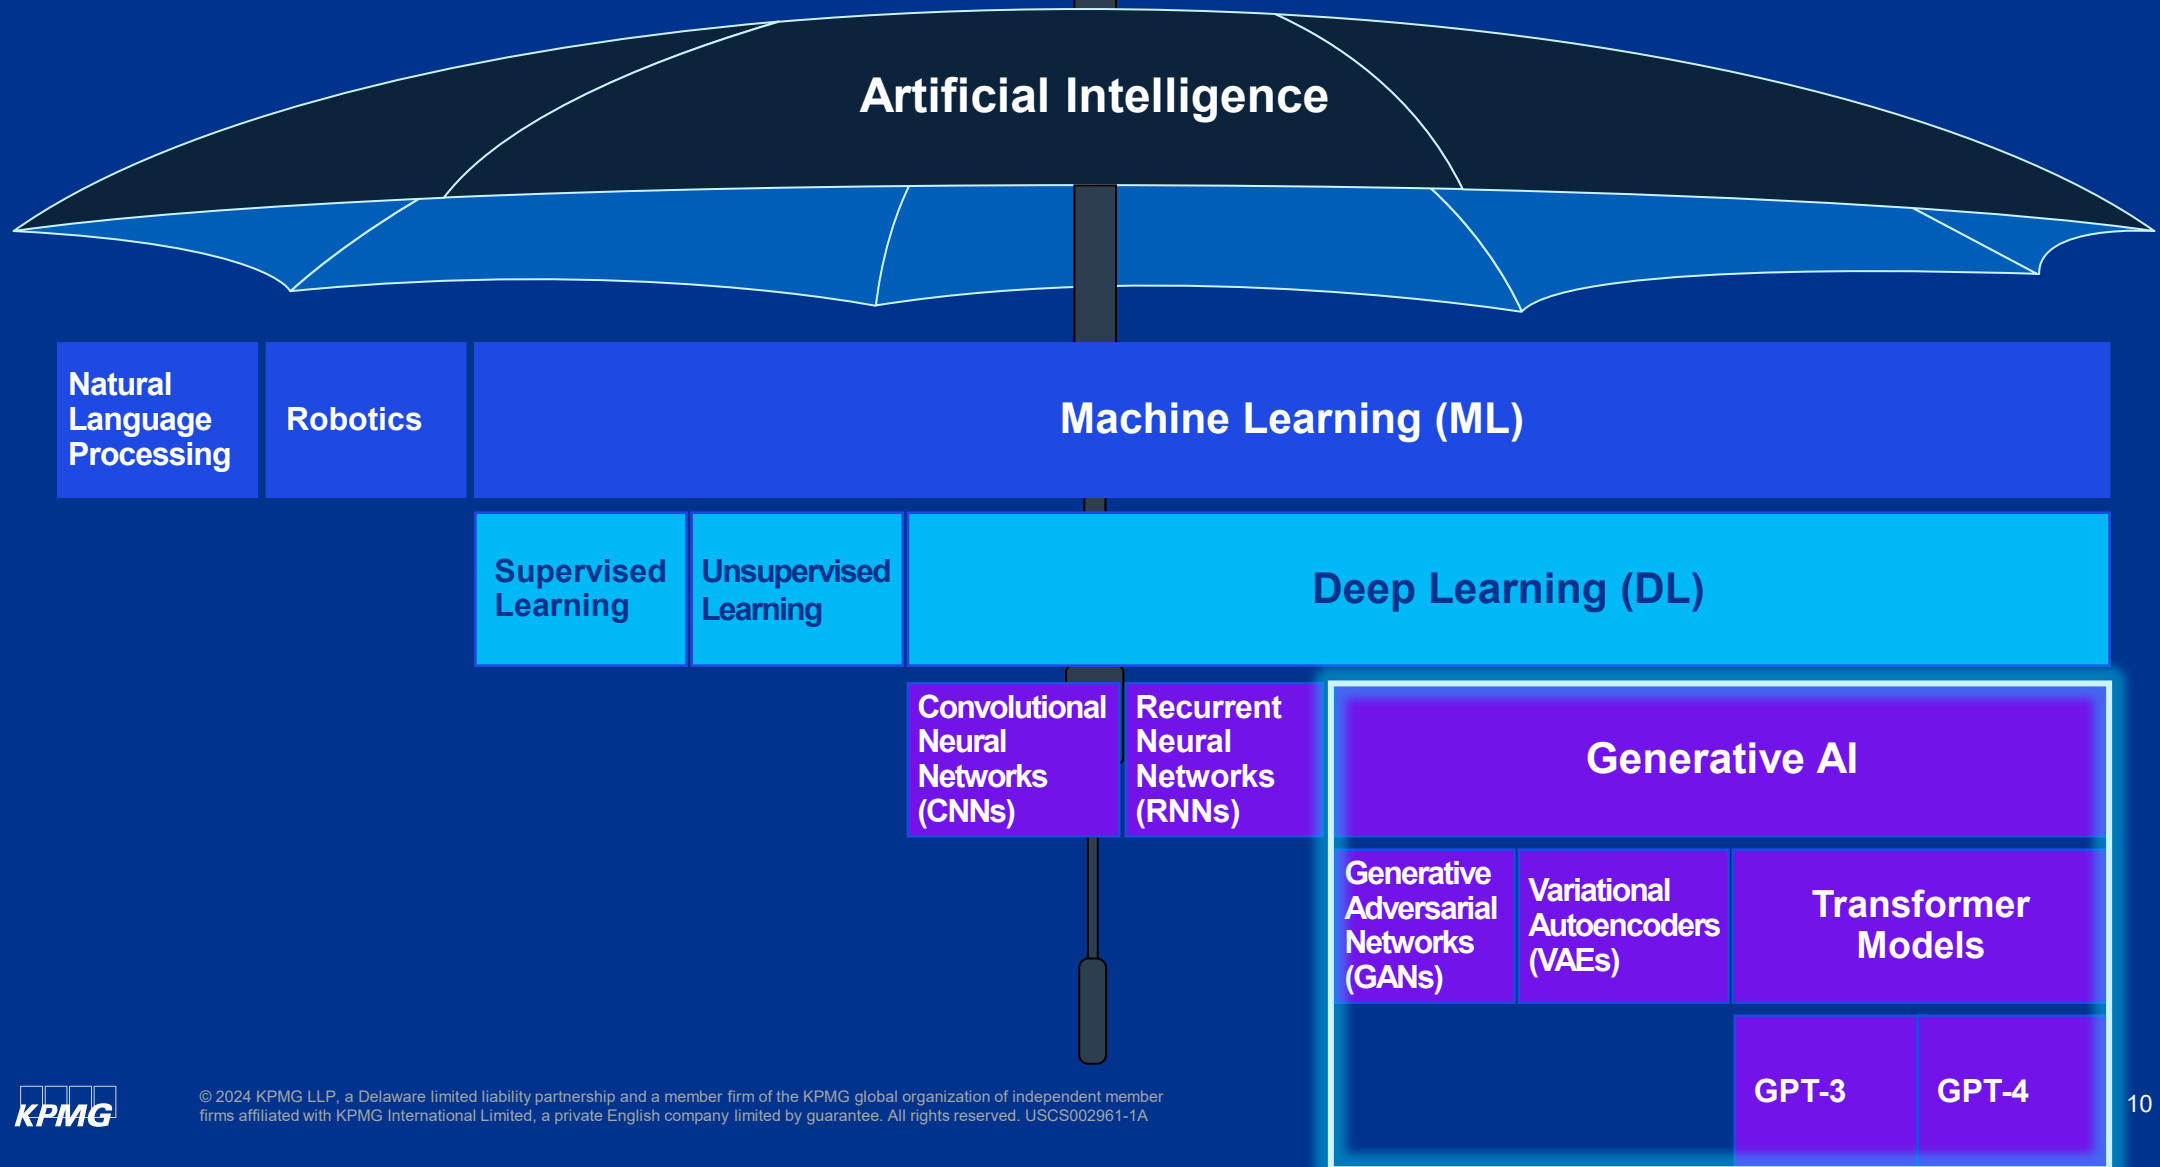 Artificial Intelligence
Natural
Language
Processing
Robotics
Machine Learning (ML)
Supervised
Learning
Unsupervised
Learning
Deep Learning (DL)
Convolutional
Neural
Networks
(CNNs)
Recurrent
Neural
Networks
(RNNs)
Generative AI
Generative
Adversarial
Networks
(GANs)
Variational
Autoencoders
(VAEs)
Transformer
Models
GPT-3
GPT-4
KPMG
© 2024 KPMG LLP, a Delaware limited liability partnership and a member firm of the KPMG global organization of independent member
firms affiliated with KPMG International Limited, a private English company limited by guarantee. All rights reserved. USCS002961-1A
10